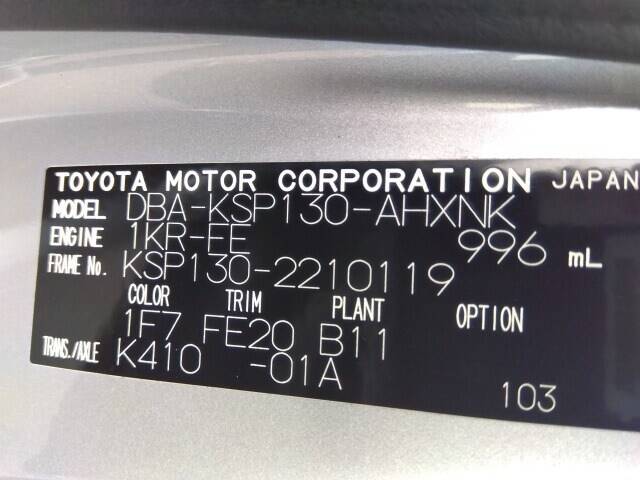 TOYOTA MOTOR CORPORATION JAPAN
MODEL DBA-KSP130-AHXNK
ENGINE 1KR-FE 996 mL
FRAME No. KSP130-2210119
COLOR TRIM PLANT OPTION
1F7 FE20 B11
TRANS./AXLE K410 -01A
103